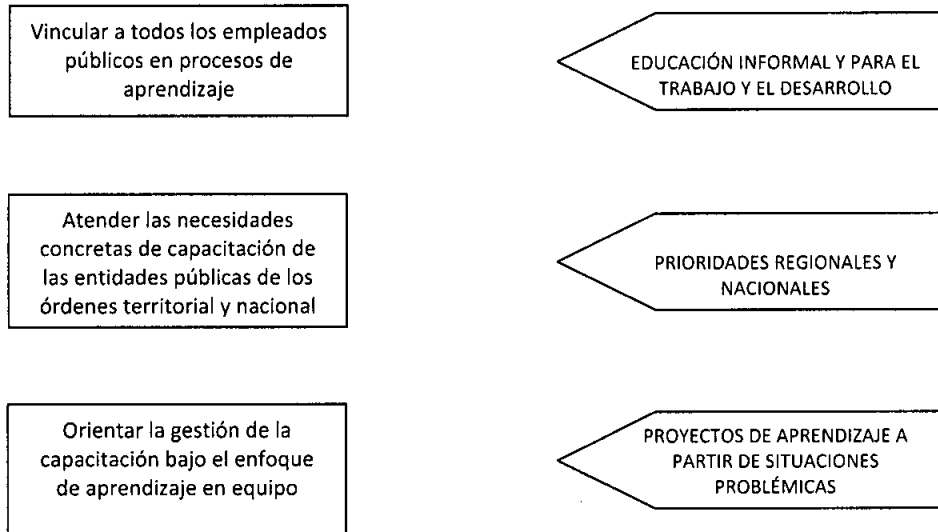 Vincular a todos los empleados
públicos en procesos de
aprendizaje
EDUCACIÓN INFORMAL Y PARA EL
TRABAJO Y EL DESARROLLO
Atender las necesidades
concretas de capacitación de
las entidades públicas de los
órdenes territorial y nacional
PRIORIDADES REGIONALES Y
NACIONALES
Orientar la gestión de la
capacitación bajo el enfoque
de aprendizaje en equipo
PROYECTOS DE APRENDIZAJE A
PARTIR DE SITUACIONES
PROBLÉMICAS